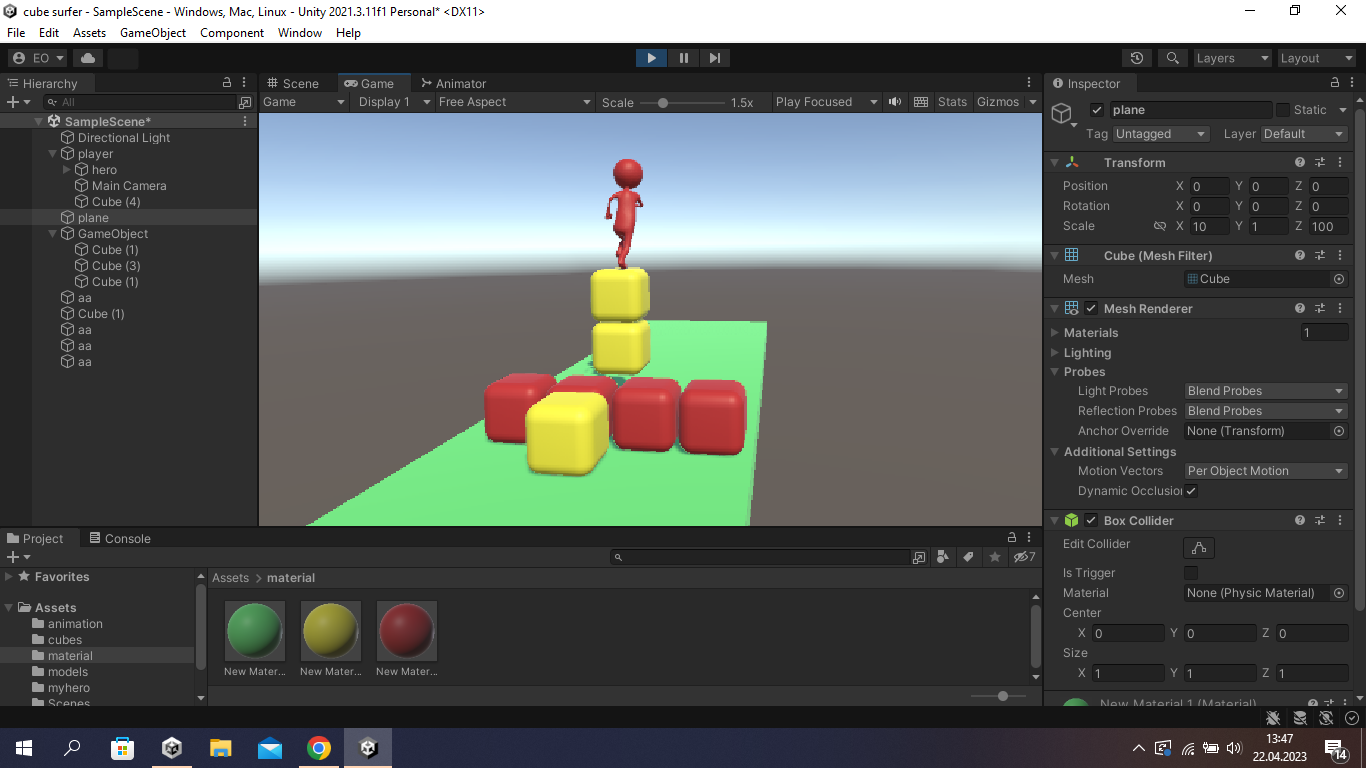 cube surfer - SampleScene - Windows, Mac, Linux - Unity 2021.3.11f1 Personal* <DX11>
File Edit Assets GameObject Component Window Help
EO Layers Layout
Hierarchy
All
SampleScene*
Directional Light
player
hero
Main Camera
Cube (4)
plane
GameObject
Cube (1)
Cube (3)
Cube (1)
aa
Cube (1)
aa
aa
aa
Scene Game Animator
Game Display 1 Free Aspect Scale 1.5x Play Focused Stats Gizmos
Inspector
plane Static
Tag Untagged Layer Default
Transform
Position X 0 Y 0 Z 0
Rotation X 0 Y 0 Z 0
Scale X 10 Y 1 Z 100
Cube (Mesh Filter)
Mesh Cube
Mesh Renderer
Materials 1
Lighting
Probes
Light Probes Blend Probes
Reflection Probes Blend Probes
Anchor Override None (Transform)
Additional Settings
Motion Vectors Per Object Motion
Dynamic Occlusion
Box Collider
Edit Collider
Is Trigger
Material None (Physic Material)
Center
X 0 Y 0 Z 0
Size
X 1 Y 1 Z 1
New Material 1 (Material)
Project Console
7
Favorites
Assets
animation
cubes
material
models
myhero
Scenes
Assets > material
New Mater... New Mater... New Mater...
13:47
22.04.2023
14